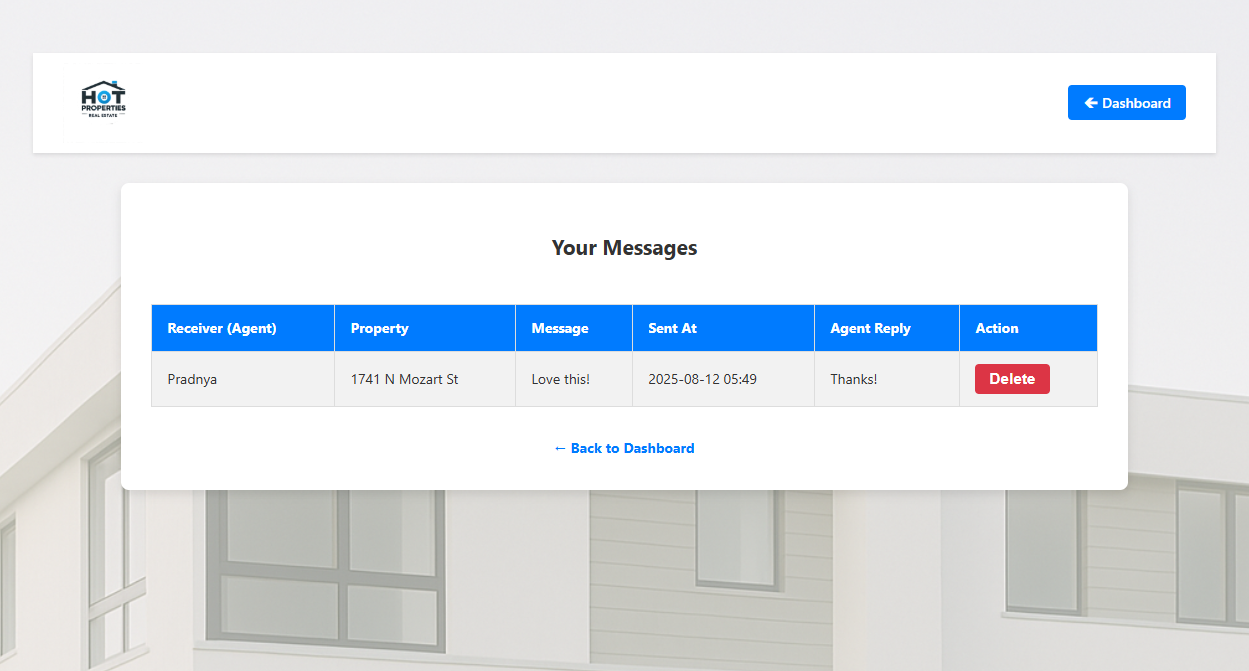 HOT
PROPERTIES
REAL ESTATE
← Dashboard
Your Messages
Receiver (Agent) Property Message Sent At Agent Reply Action
Pradnya 1741 N Mozart St Love this! 2025-08-12 05:49 Thanks! Delete
← Back to Dashboard